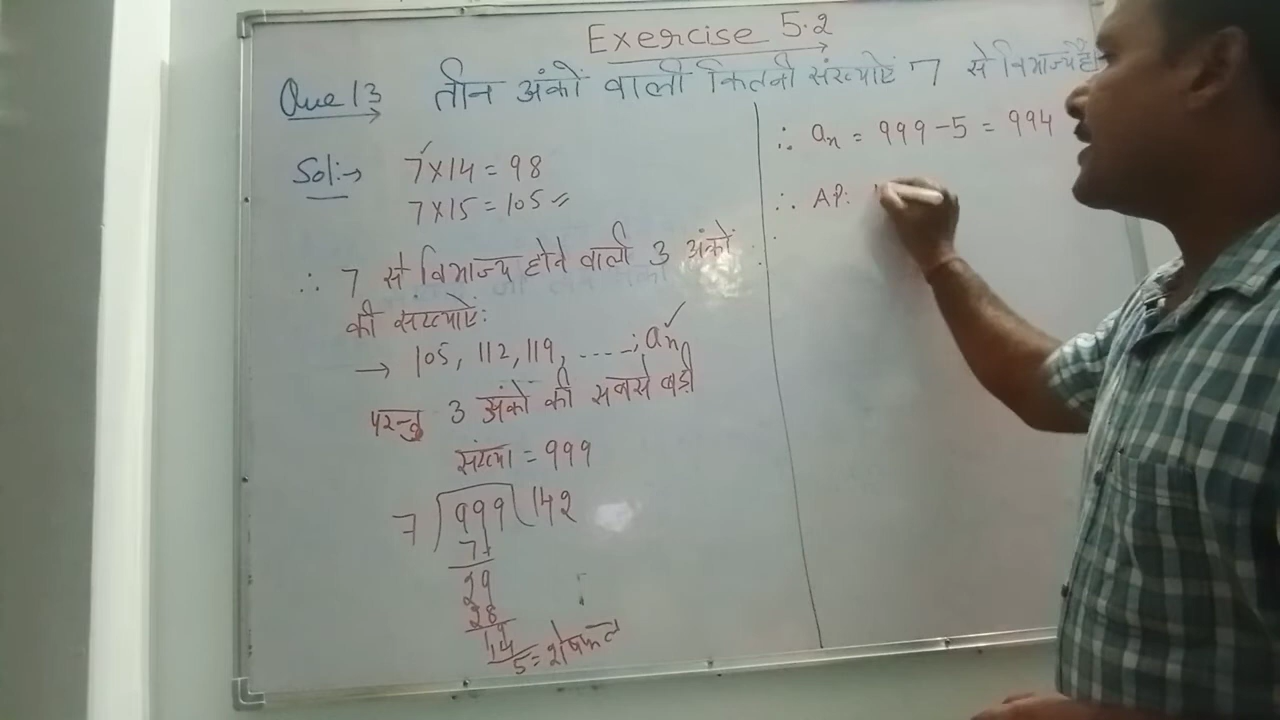 Exercise 5.2
Que 13 तीन अंकों वाली कितनी संख्याएं 7 से विभाज्य हैं
Sol:→ 7×14=98
7×15=105
∴ 7 से विभाज्य होने वाली 3 अंकों
की संख्याएं:
→ 105, 112, 119, ----, an
परन्तु 3 अंकों की सबसे बड़ी
संख्या = 999
7 ) 999 ( 142
7
29
28
19
14
5 = शेषफल
∴ an = 999 - 5 = 994
∴ AP: